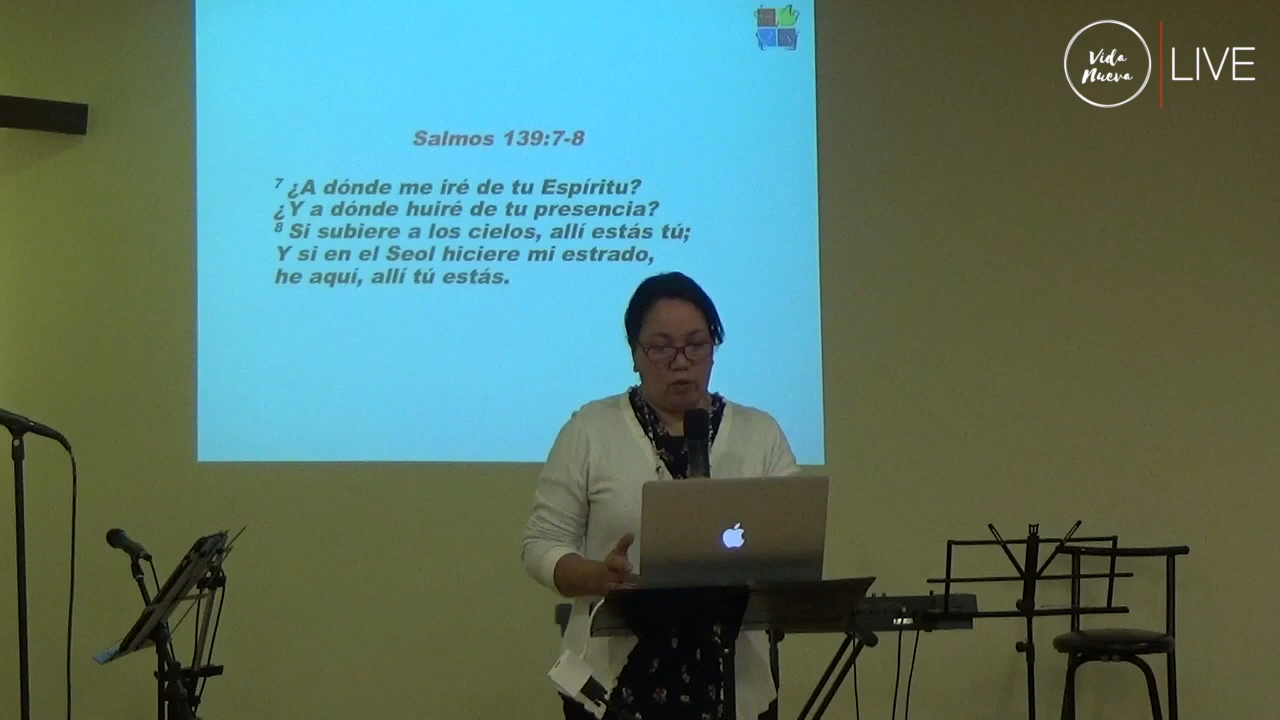 Vida
Nueva
LIVE
Salmos 139:7-8
7 ¿A dónde me iré de tu Espíritu?
¿Y a dónde huiré de tu presencia?
8 Si subiere a los cielos, allí estás tú;
Y si en el Seol hiciere mi estrado,
he aquí, allí tú estás.